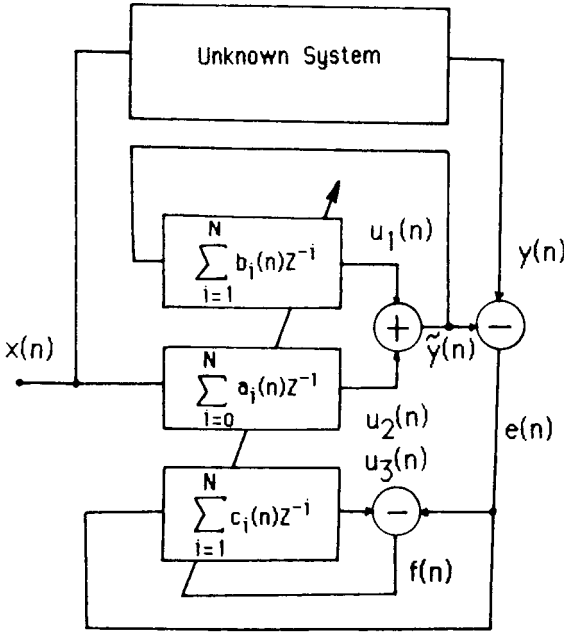 Unknown System
N
∑ b_i(n)Z^{-i}
i=1
u_1(n)
y(n)
+
−
ỹ(n)
x(n)
N
∑ a_i(n)Z^{-i}
i=0
u_2(n)
e(n)
u_3(n)
N
∑ c_i(n)Z^{-i}
i=1
−
f(n)